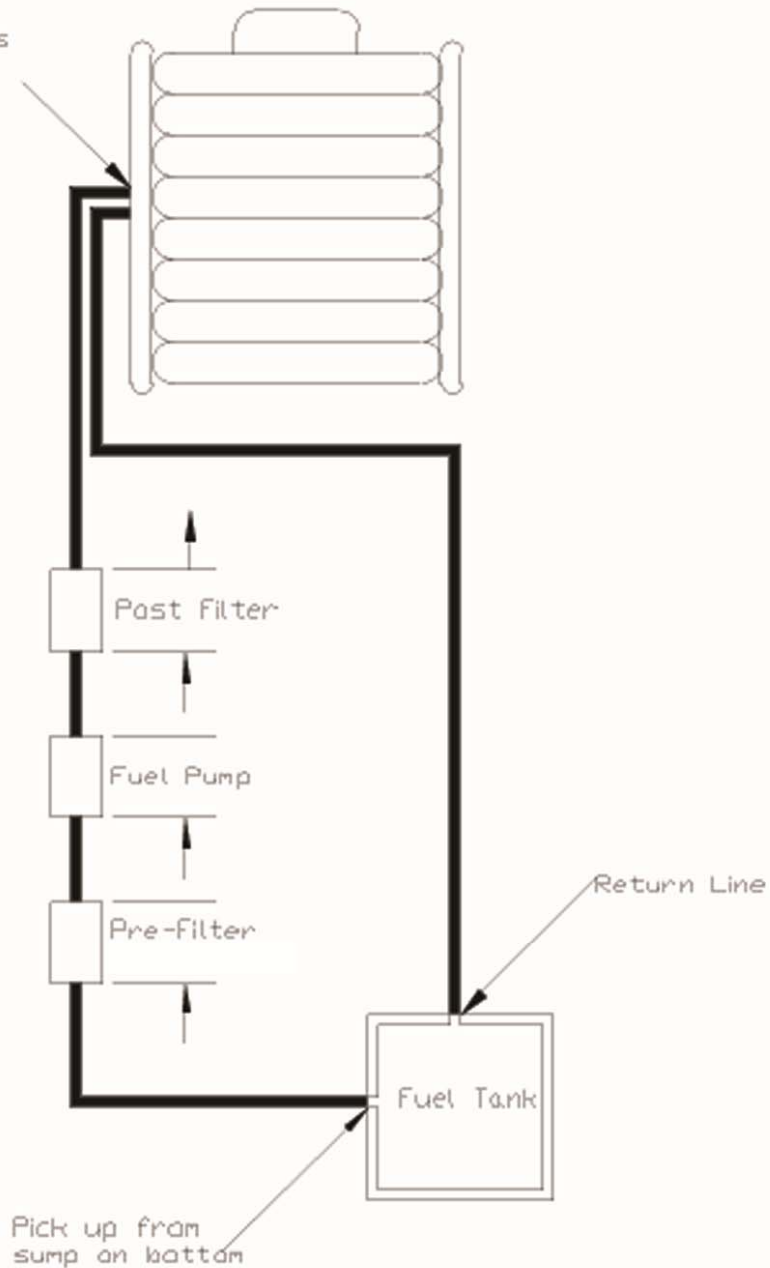 s
Post Filter
Fuel Pump
Pre-Filter
Return Line
Fuel Tank
Pick up from
sump on bottom